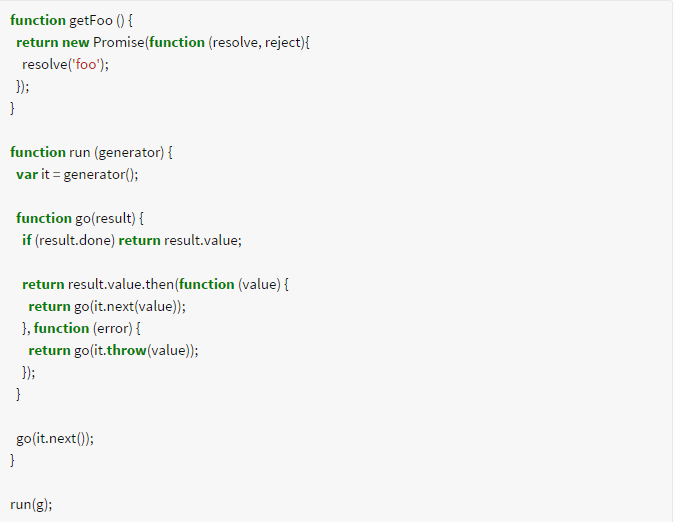 function getFoo () {
return new Promise(function (resolve, reject){
resolve('foo');
});
}
function run (generator) {
var it = generator();
function go(result) {
if (result.done) return result.value;
return result.value.then(function (value) {
return go(it.next(value));
}, function (error) {
return go(it.throw(value));
});
}
go(it.next());
}
run(g);